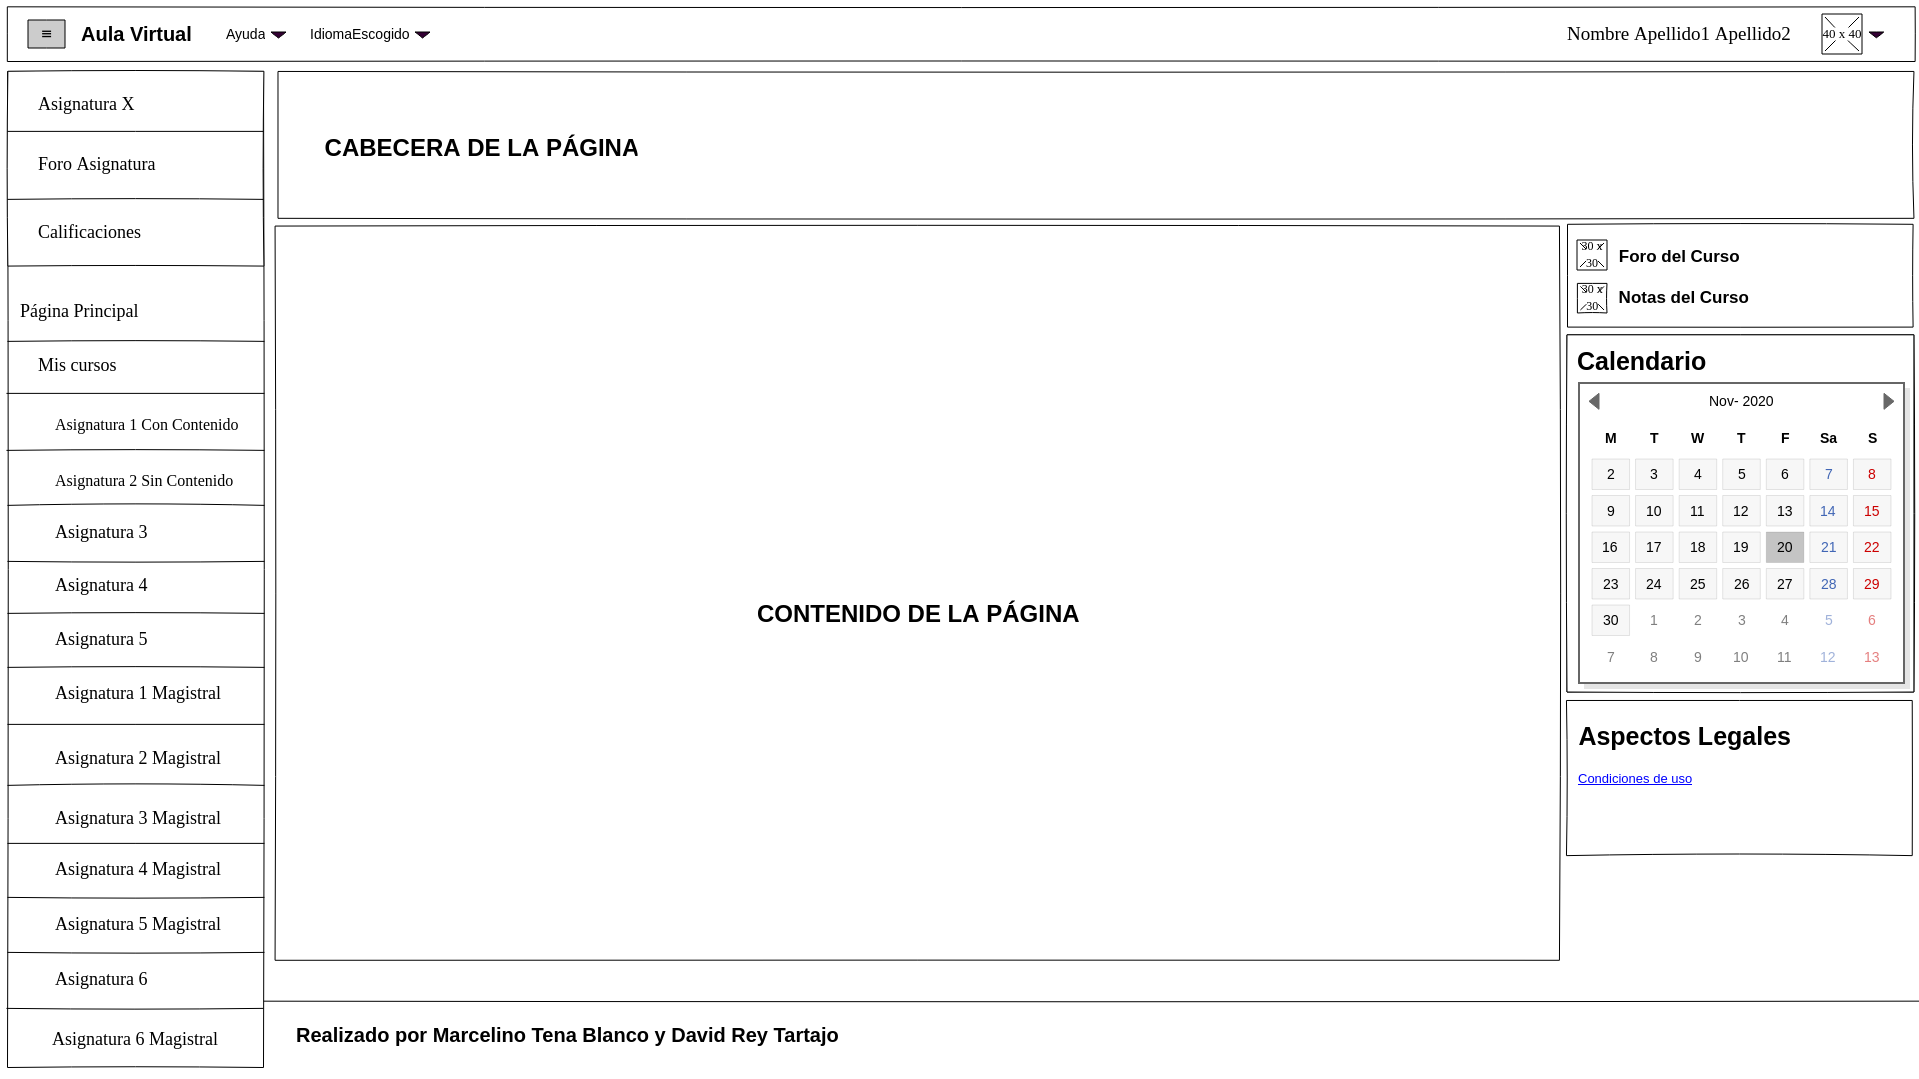 ≡ Aula Virtual Ayuda IdiomaEscogido Nombre Apellido1 Apellido2 40 x 40
Asignatura X
Foro Asignatura
Calificaciones
Página Principal
Mis cursos
Asignatura 1 Con Contenido
Asignatura 2 Sin Contenido
Asignatura 3
Asignatura 4
Asignatura 5
Asignatura 1 Magistral
Asignatura 2 Magistral
Asignatura 3 Magistral
Asignatura 4 Magistral
Asignatura 5 Magistral
Asignatura 6
Asignatura 6 Magistral
CABECERA DE LA PÁGINA
CONTENIDO DE LA PÁGINA
30 x
30
Foro del Curso
30 x
30
Notas del Curso
Calendario
Nov- 2020
M T W T F Sa S
2 3 4 5 6 7 8
9 10 11 12 13 14 15
16 17 18 19 20 21 22
23 24 25 26 27 28 29
30 1 2 3 4 5 6
7 8 9 10 11 12 13
Aspectos Legales
Condiciones de uso
Realizado por Marcelino Tena Blanco y David Rey Tartajo